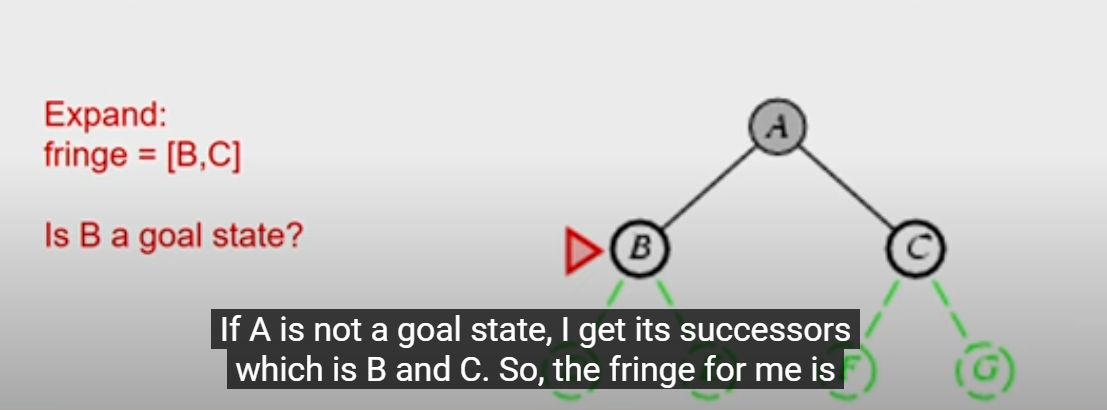 Expand:
fringe = [B,C]
Is B a goal state?
A
B
C
If A is not a goal state, I get its successors
which is B and C. So, the fringe for me is
F
G